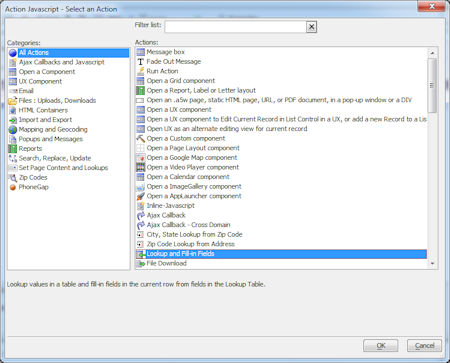 Action Javascript - Select an Action
Filter list:
Categories:
All Actions
Ajax Callbacks and Javascript
Open a Component
UX Component
Email
Files : Uploads, Downloads
HTML Containers
Import and Export
Mapping and Geocoding
Popups and Messages
Reports
Search, Replace, Update
Set Page Content and Lookups
Zip Codes
PhoneGap
Actions:
Message box
Fade Out Message
Run Action
Open a Grid component
Open a Report, Label or Letter layout
Open an .a5w page, static HTML page, URL, or PDF document, in a pop-up window or a DIV
Open a UX component
Open a UX component to Edit Current Record in List Control in a UX, or add a new Record to a Lis
Open UX as an alternate editing view for current record
Open a Custom component
Open a Page Layout component
Open a Google Map component
Open a Video Player component
Open a Calendar component
Open a ImageGallery component
Open a AppLauncher component
Inline-Javascript
Ajax Callback
Ajax Callback - Cross Domain
City, State Lookup from Zip Code
Zip Code Lookup from Address
Lookup and Fill-in Fields
File Download
Lookup values in a table and fill-in fields in the current row from fields in the Lookup Table.
OK
Cancel